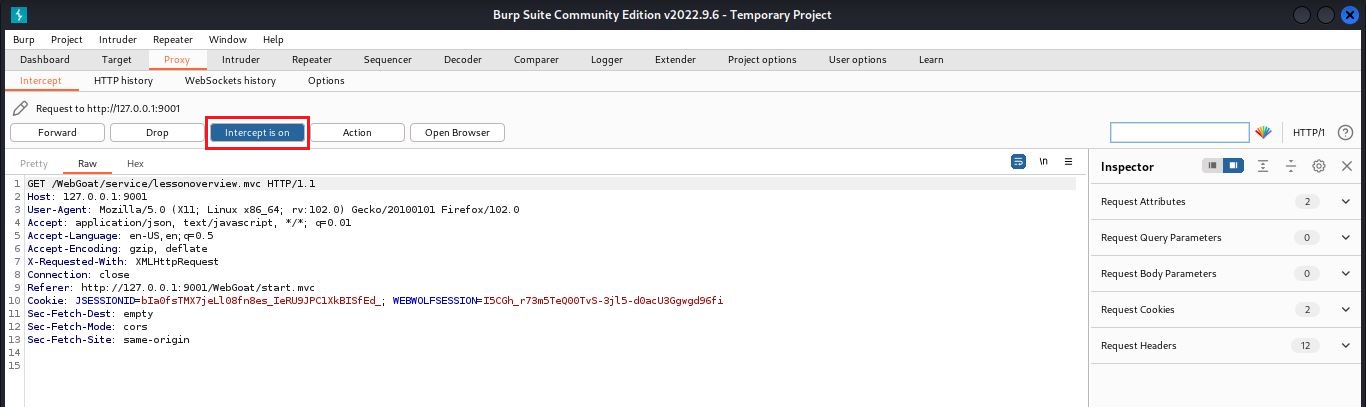 Burp Suite Community Edition v2022.9.6 - Temporary Project
Burp Project Intruder Repeater Window Help
Dashboard Target Proxy Intruder Repeater Sequencer Decoder Comparer Logger Extender Project options User options Learn
Intercept HTTP history WebSockets history Options
Request to http://127.0.0.1:9001
Forward Drop Intercept is on Action Open Browser HTTP/1 ?
Pretty Raw Hex \n Inspector
1 GET /WebGoat/service/lessonoverview.mvc HTTP/1.1
2 Host: 127.0.0.1:9001
3 User-Agent: Mozilla/5.0 (X11; Linux x86_64; rv:102.0) Gecko/20100101 Firefox/102.0
4 Accept: application/json, text/javascript, */*; q=0.01
5 Accept-Language: en-US,en;q=0.5
6 Accept-Encoding: gzip, deflate
7 X-Requested-With: XMLHttpRequest
8 Connection: close
9 Referer: http://127.0.0.1:9001/WebGoat/start.mvc
10 Cookie: JSESSIONID=bIa0fsTMX7jeLl08fn8es_IeRU9JPC1XkBISfEd_; WEBWOLFSESSION=I5CGh_r73m5TeQ00TvS-3jl5-d0acU3Ggwgd96fi
11 Sec-Fetch-Dest: empty
12 Sec-Fetch-Mode: cors
13 Sec-Fetch-Site: same-origin
14
15
Request Attributes 2
Request Query Parameters 0
Request Body Parameters 0
Request Cookies 2
Request Headers 12